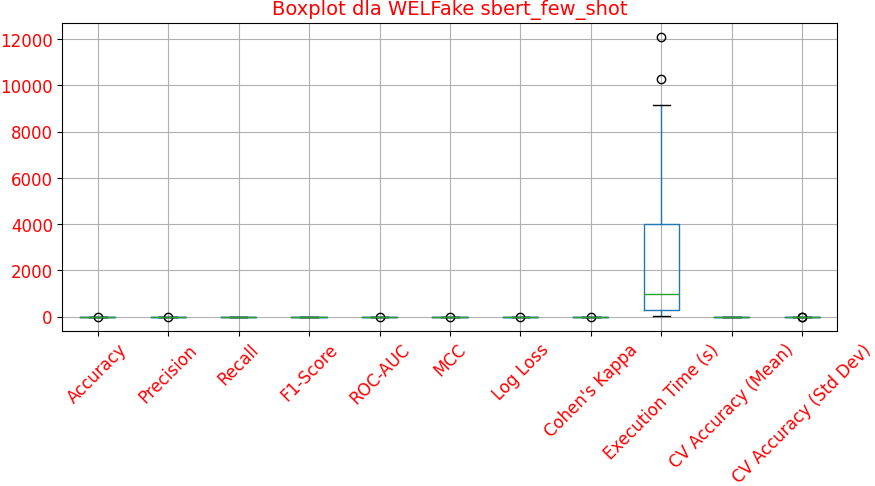 Boxplot dla WELFake sbert_few_shot
12000
10000
8000
6000
4000
2000
0
Accuracy
Precision
Recall
F1-Score
ROC-AUC
MCC
Log Loss
Cohen's Kappa
Execution Time (s)
CV Accuracy (Mean)
CV Accuracy (Std Dev)